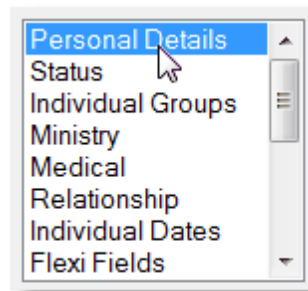 Personal Details
Status
Individual Groups
Ministry
Medical
Relationship
Individual Dates
Flexi Fields